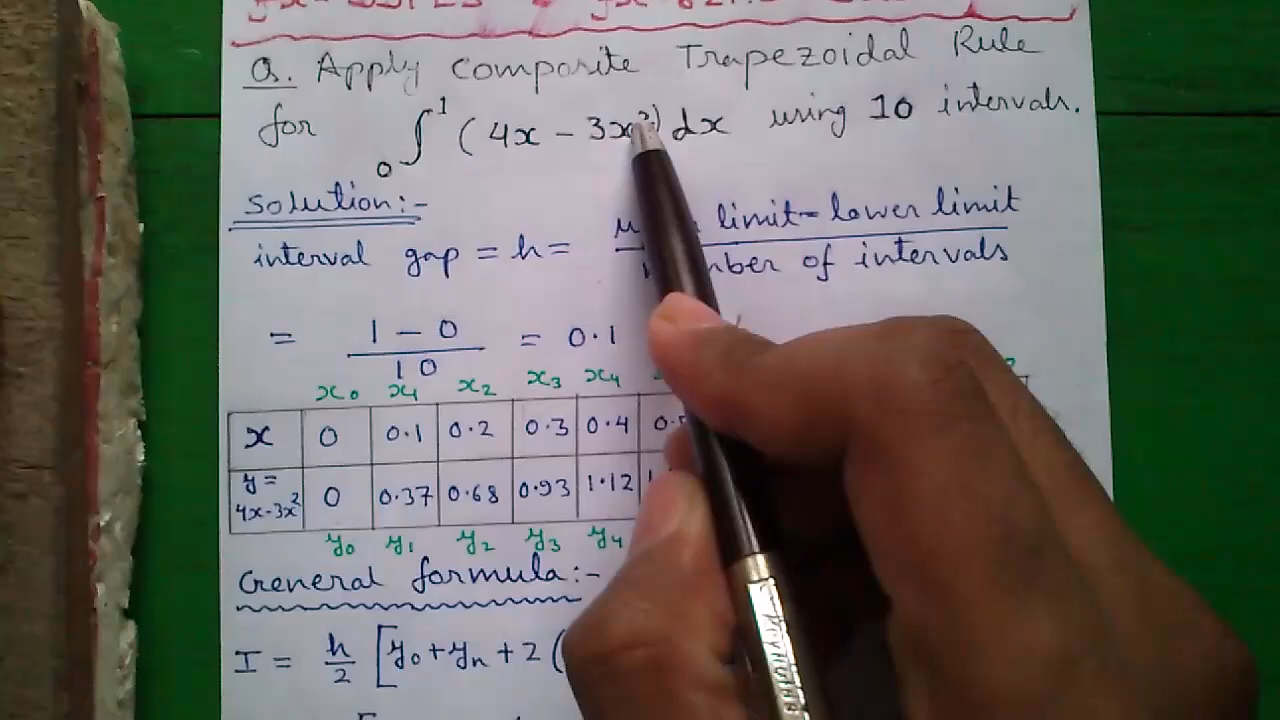 Q. Apply Composite Trapezoidal Rule
for ∫₀¹ (4x - 3x²) dx using 10 intervals.
Solution:-
interval gap = h = limit - lower limit
of intervals
= 1 - 0 / 10 = 0.1
x₀ x₁ x₂ x₃ x₄
x 0 0.1 0.2 0.3 0.4
y = 4x-3x² 0 0.37 0.68 0.93 1.12
y₀ y₁ y₂ y₃ y₄
General formula:-
I = h/2 [y₀ + yₙ + 2 (